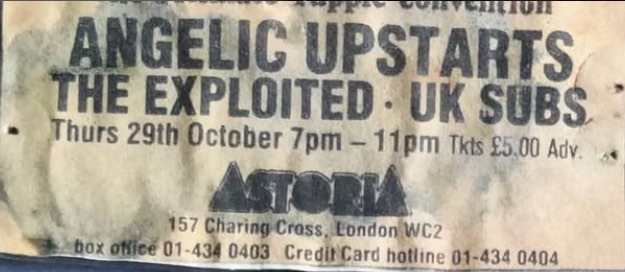 Convention
ANGELIC UPSTARTS
THE EXPLOITED · UK SUBS
Thurs 29th October 7pm – 11pm Tkts £5.00 Adv.
ASTORIA
157 Charing Cross, London WC2
box office 01-434 0403 Credit Card hotline 01-434 0404